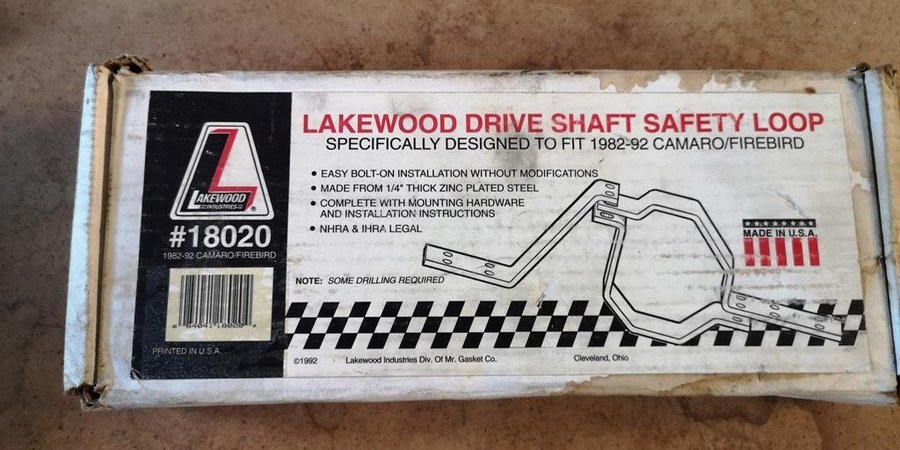 LAKEWOOD DRIVE SHAFT SAFETY LOOP
SPECIFICALLY DESIGNED TO FIT 1982-92 CAMARO/FIREBIRD
• EASY BOLT-ON INSTALLATION WITHOUT MODIFICATIONS
• MADE FROM 1/4" THICK ZINC PLATED STEEL
• COMPLETE WITH MOUNTING HARDWARE
AND INSTALLATION INSTRUCTIONS
• NHRA & IHRA LEGAL
NOTE: SOME DRILLING REQUIRED
MADE IN U.S.A.
LAKEWOOD
INDUSTRIES
®
#18020
1982-92 CAMARO/FIREBIRD
PRINTED IN U.S.A.
©1992 Lakewood Industries Div. Of Mr. Gasket Co. Cleveland, Ohio